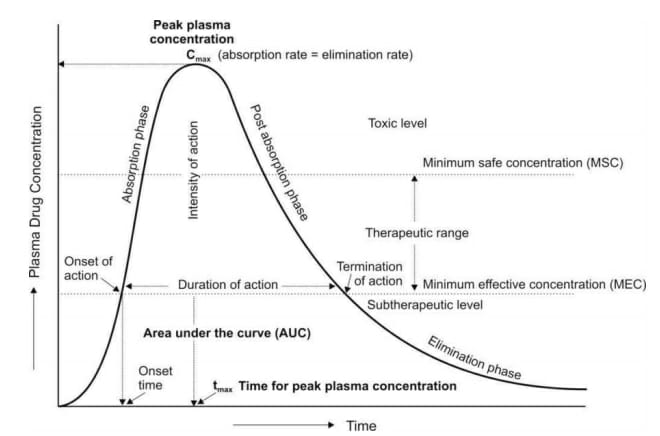 Peak plasma
concentration
Cmax (absorption rate = elimination rate)
Plasma Drug Concentration
Absorption phase
Intensity of action
Post absorption phase
Toxic level
Minimum safe concentration (MSC)
Therapeutic range
Onset of
action
Duration of action
Termination
of action
Minimum effective concentration (MEC)
Subtherapeutic level
Area under the curve (AUC)
Elimination phase
Onset
time
tmax Time for peak plasma concentration
Time